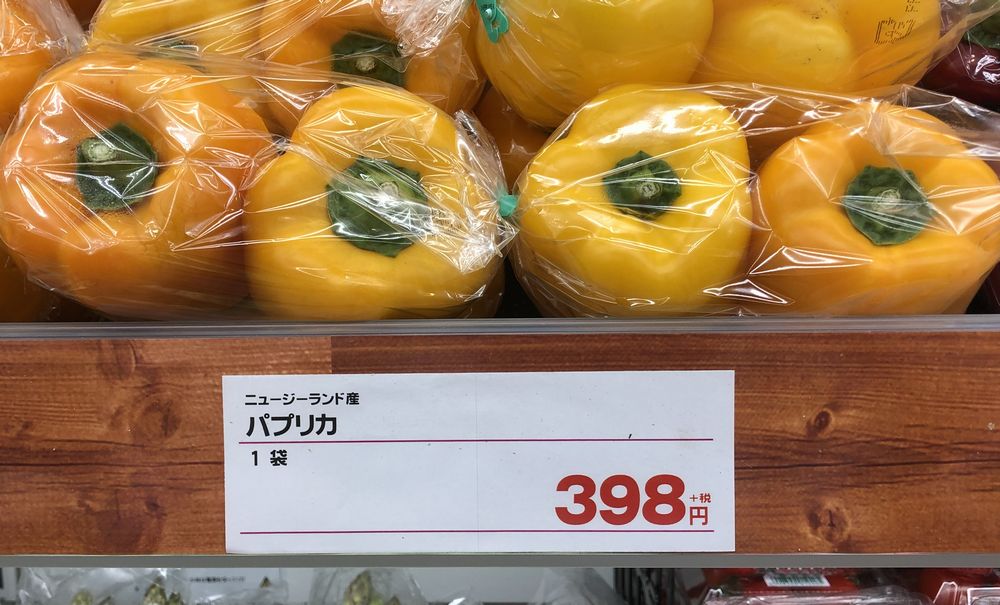 ニュージーランド産
パプリカ
1 袋
398
+税
円